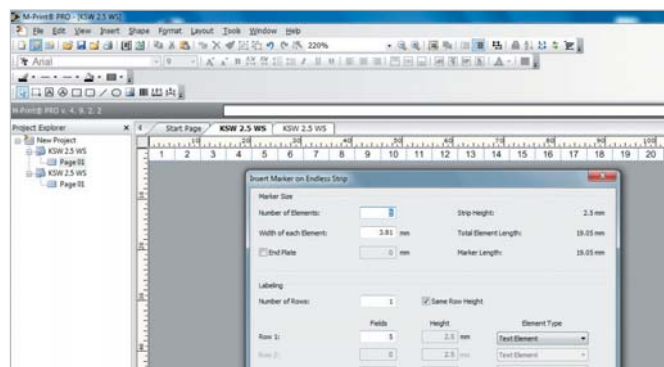 M-Print® PRO - [KSW 2.5 WS]
File Edit View Insert Shape Format Layout Tools Window Help
220%
Arial
M-Print® PRO v. 4. 9. 2. 2
Project Explorer × Start Page KSW 2.5 WS KSW 2.5 WS
New Project
KSW 2.5 WS
Page 01
KSW 2.5 WS
Page 01
1 2 3 4 5 6 7 8 9 10 11 12 13 14 15 16 17 18 19 20
Insert Marker on Endless Strip
Marker Size
Number of Elements: 5 Strip Height: 2.5 mm
Width of each Element: 3.81 mm Total Element Length: 19.05 mm
End Plate 0 mm Marker Length: 19.05 mm
Labeling
Number of Rows: 1 Same Row Height
Fields Height Element Type
Row 1: 5 2.5 mm Text Element
Row 2: 0 2.5 mm Text Element